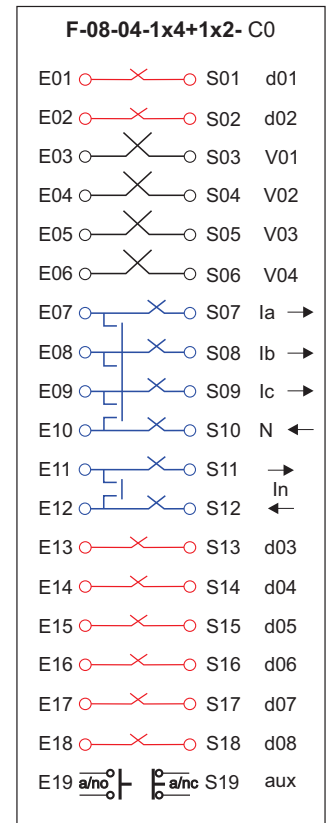 F-08-04-1x4+1x2- C0
E01 S01 d01
E02 S02 d02
E03 S03 V01
E04 S04 V02
E05 S05 V03
E06 S06 V04
E07 S07 Ia →
E08 S08 Ib →
E09 S09 Ic →
E10 S10 N ←
E11 S11 →
In
E12 S12 ←
E13 S13 d03
E14 S14 d04
E15 S15 d05
E16 S16 d06
E17 S17 d07
E18 S18 d08
E19 a/no a/nc S19 aux